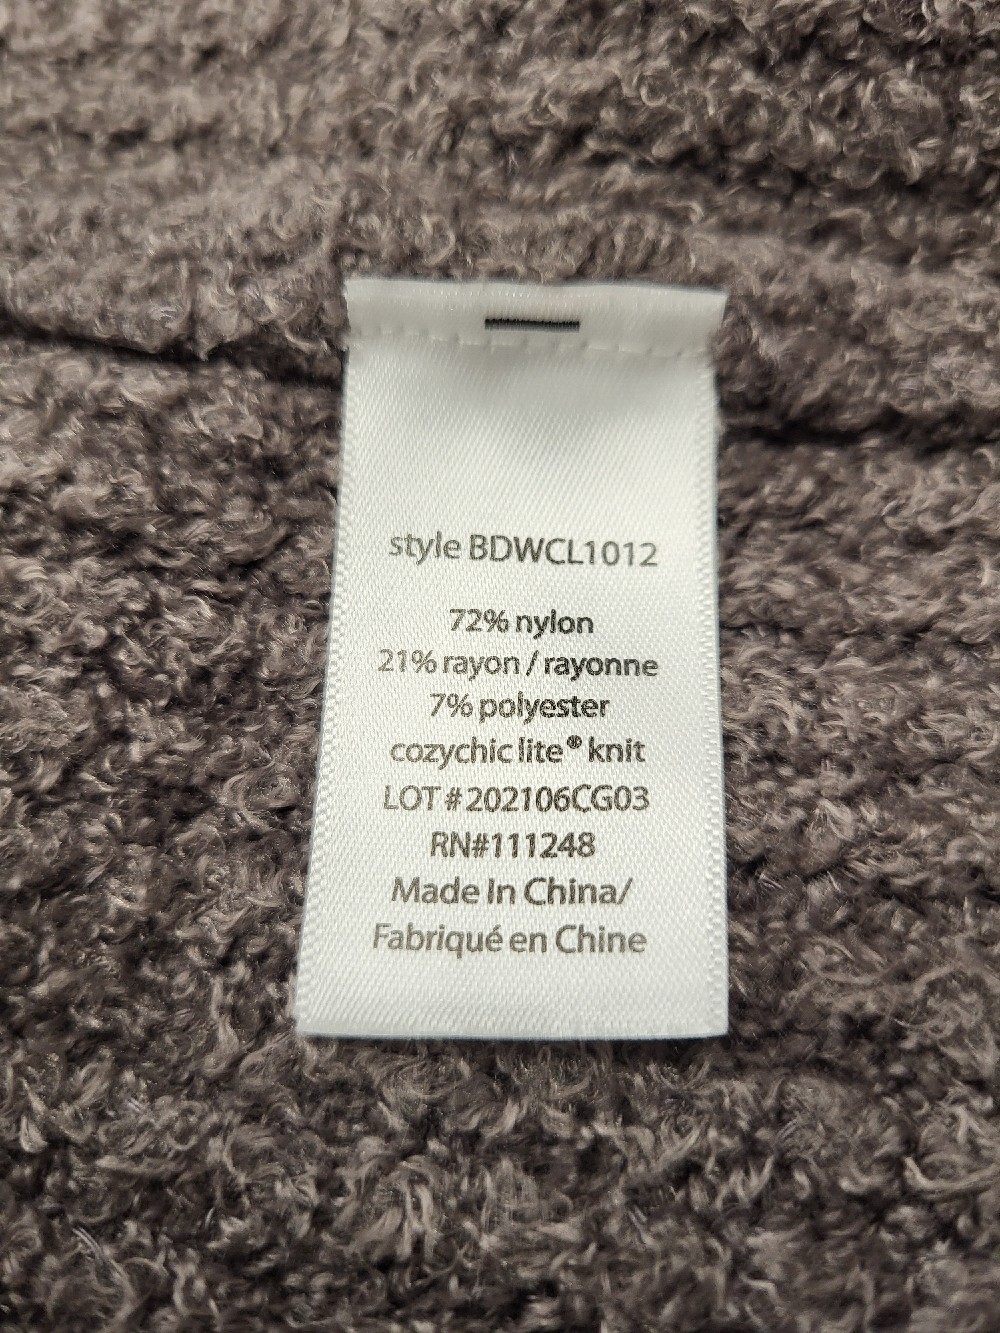 style BDWCL1012
72% nylon
21% rayon / rayonne
7% polyester
cozychic lite® knit
LOT # 202106CG03
RN#111248
Made In China/
Fabriqué en Chine